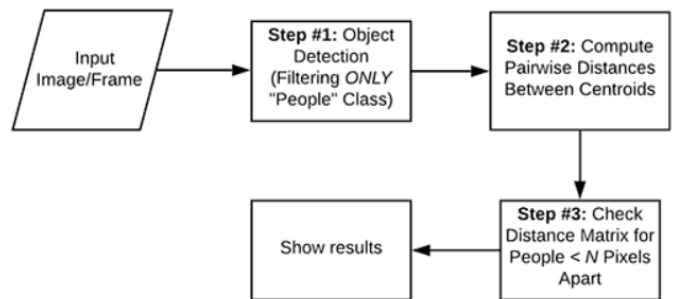 Input
Image/Frame
Step #1: Object
Detection
(Filtering ONLY
"People" Class)
Step #2: Compute
Pairwise Distances
Between Centroids
Step #3: Check
Distance Matrix for
People < N Pixels
Apart
Show results